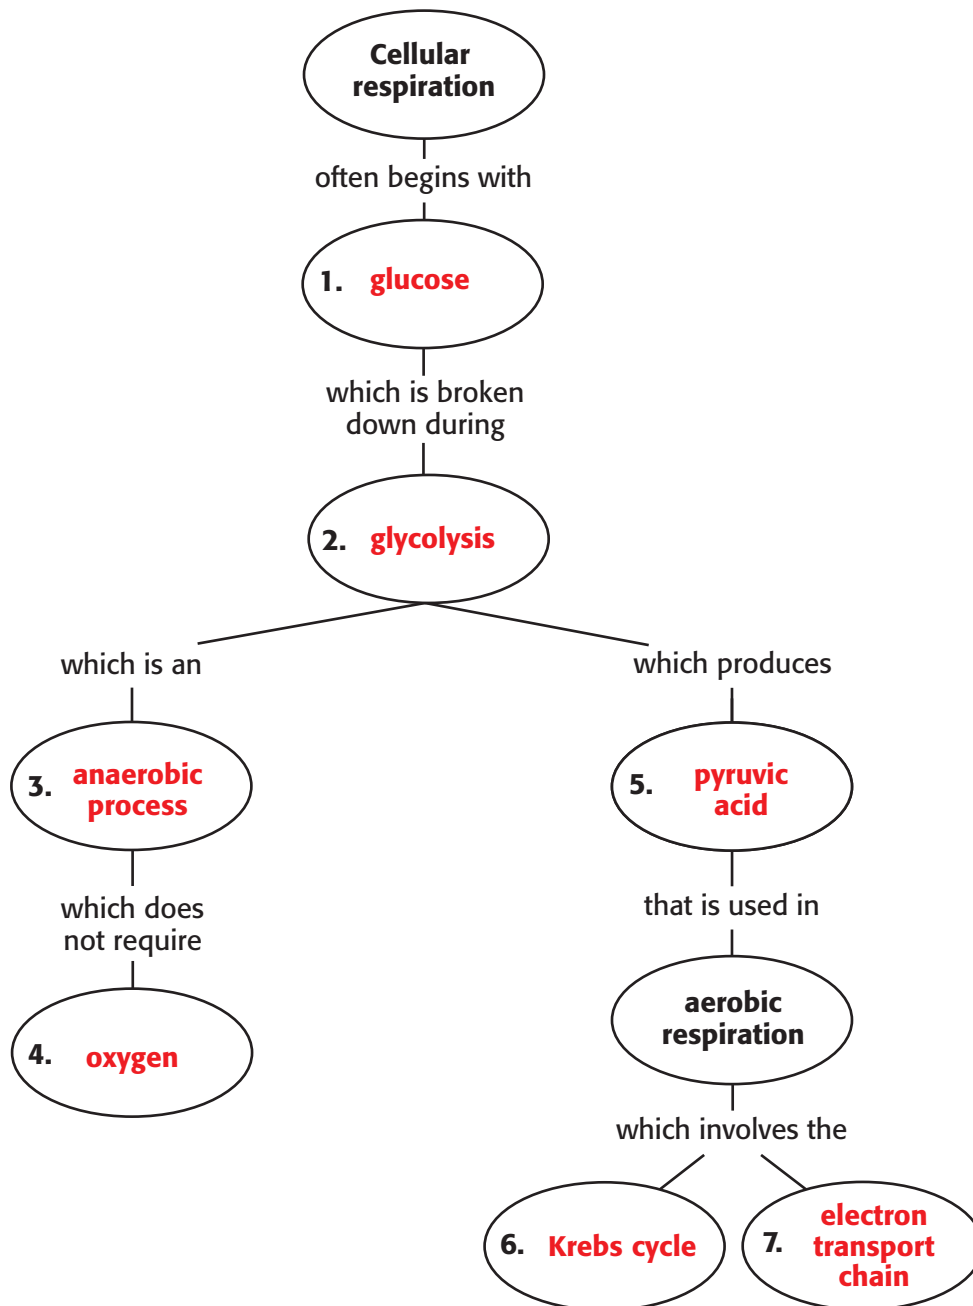 Cellular
respiration
often begins with
1. glucose
which is broken
down during
2. glycolysis
which is an
3. anaerobic
process
which does
not require
4. oxygen
which produces
5. pyruvic
acid
that is used in
aerobic
respiration
which involves the
6. Krebs cycle
7. electron
transport
chain